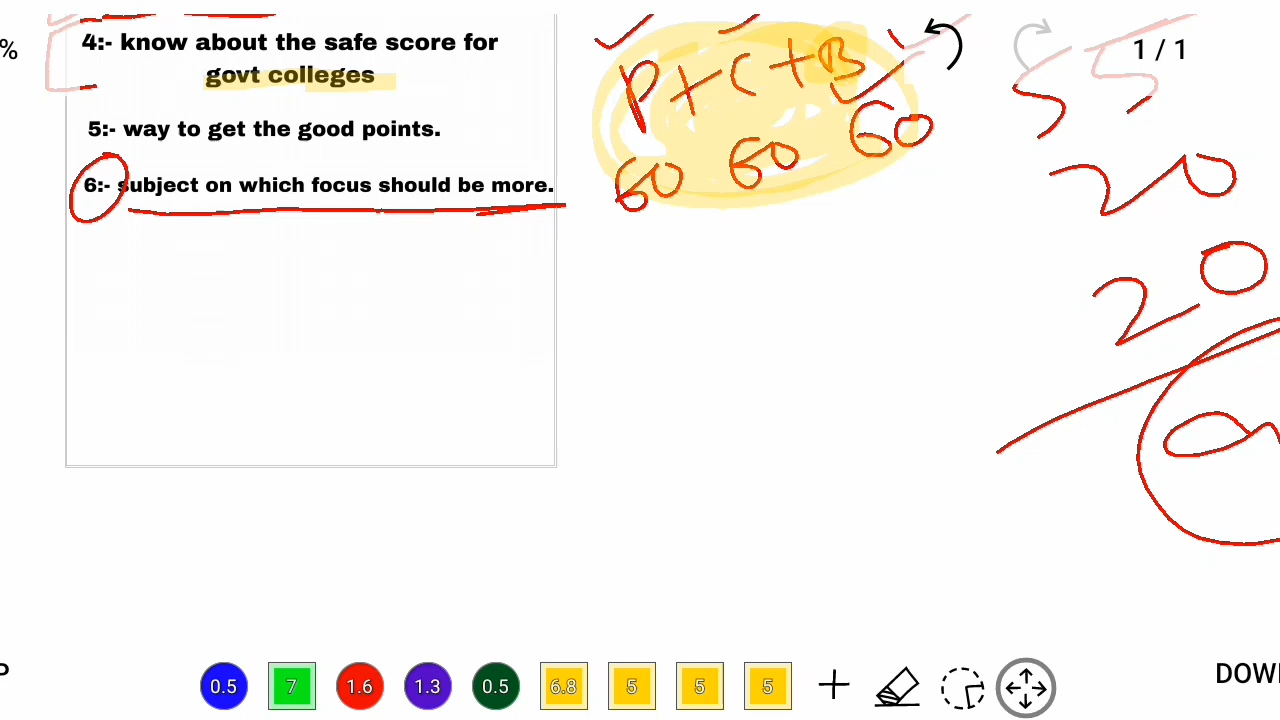 %
4:- know about the safe score for
govt colleges
5:- way to get the good points.
6:- subject on which focus should be more.
P+C+B
60 60 60
1 / 1
55
20
20
0.5 7 1.6 1.3 0.5 6.8 5 5 5
DOW